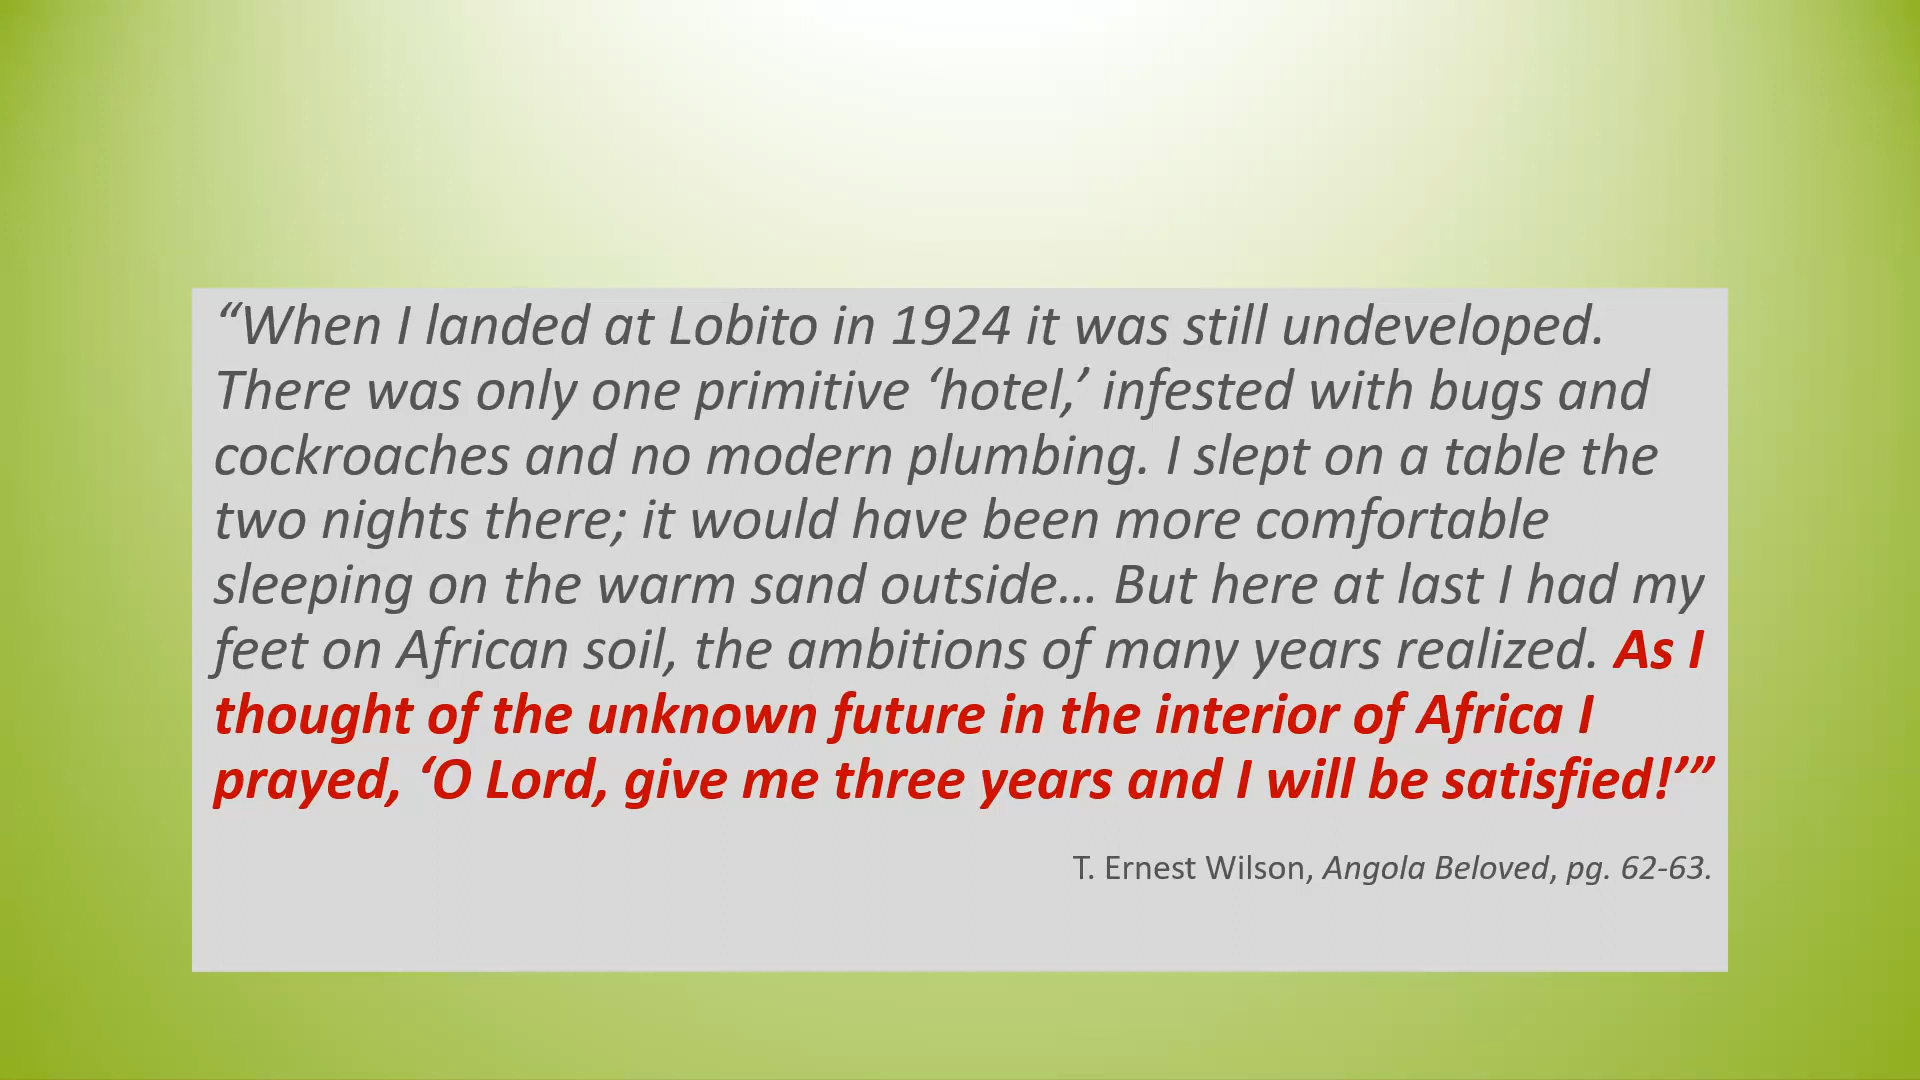 “When I landed at Lobito in 1924 it was still undeveloped.
There was only one primitive ‘hotel,’ infested with bugs and
cockroaches and no modern plumbing. I slept on a table the
two nights there; it would have been more comfortable
sleeping on the warm sand outside… But here at last I had my
feet on African soil, the ambitions of many years realized. As I
thought of the unknown future in the interior of Africa I
prayed, ‘O Lord, give me three years and I will be satisfied!’”
T. Ernest Wilson, Angola Beloved, pg. 62-63.